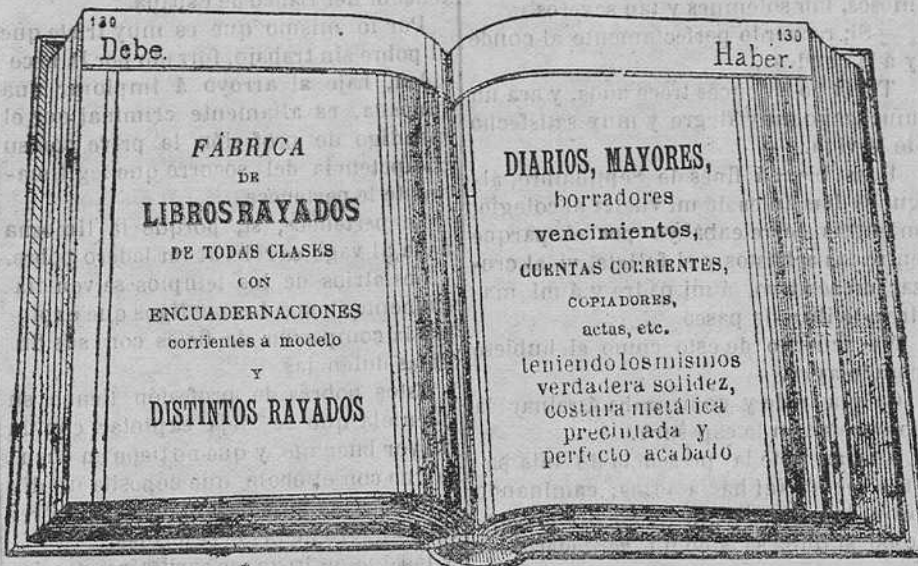 130
Debe.
FÁBRICA
DE
LIBROS RAYADOS
DE TODAS CLASES
CON
ENCUADERNACIONES
corrientes á modelo
Y
DISTINTOS RAYADOS
130
Haber.
DIARIOS, MAYORES,
borradores
vencimientos,
CUENTAS CORRIENTES,
COPIADORES,
actas, etc.
teniendo los mismos
verdadera solidez,
costura metálica
precintada y
perfecto acabado